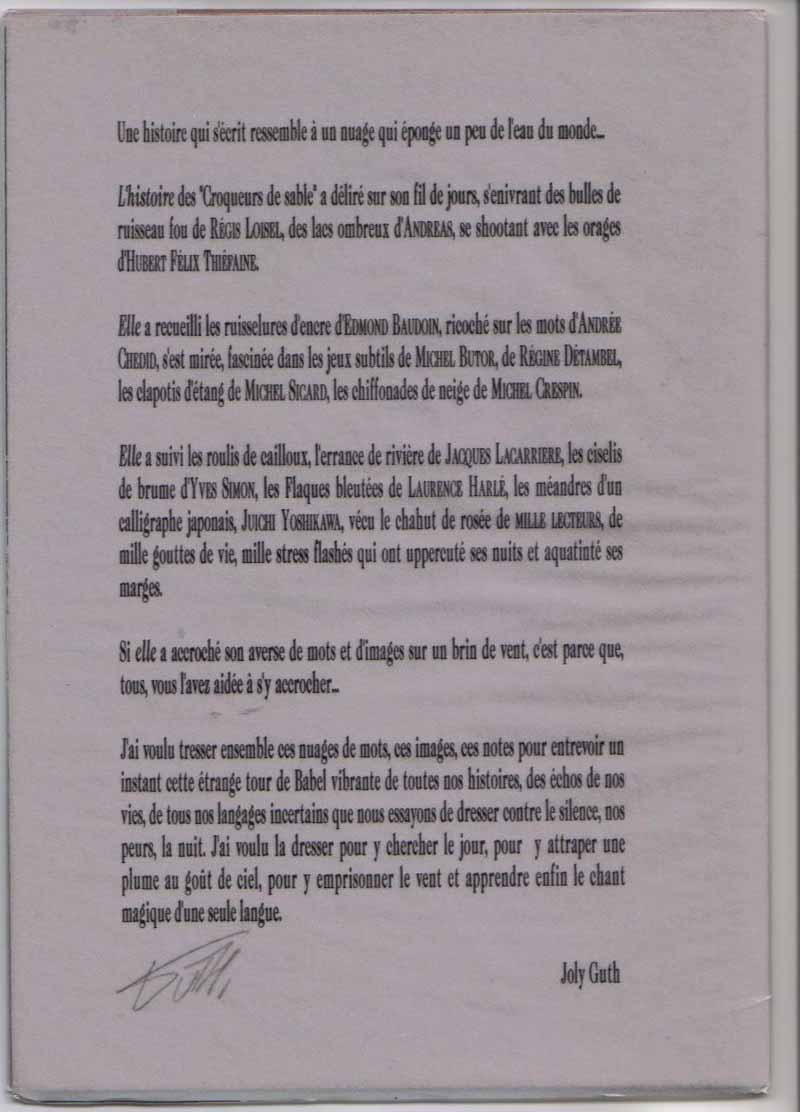 Une histoire qui s'écrit ressemble à un nuage qui éponge un peu de l'eau du monde...
L'histoire des "Croqueurs de sable" a déliré sur son fil de jours, s'enivrant des bulles de
ruisseau fou de RÉGIS LOISEL, des lacs ombreux d'ANDREAS, se shootant avec les orages
d'HUBERT FÉLIX THIÉFAINE.
Elle a recueilli les ruisselures d'encre d'EDMOND BAUDOIN, ricoché sur les mots d'ANDRÉE
CHEDID, s'est mirée, fascinée dans les jeux subtils de MICHEL BUTOR, de RÉGINE DÉTAMBEL,
les clapotis d'étang de MICHEL SICARD, les chiffonades de neige de MICHEL CRESPIN.
Elle a suivi les roulis de cailloux, l'errance de rivière de JACQUES LACARRIERE, les ciselis
de brume d'YVES SIMON, les Flaques bleutées de LAURENCE HARLÉ, les méandres d'un
calligraphe japonais, JUICHI YOSHIKAWA, vécu le chahut de rosée de MILLE LECTEURS, de
mille gouttes de vie, mille stress flashés qui ont uppercuté ses nuits et aquatinté ses
marges.
Si elle a accroché son averse de mots et d'images sur un brin de vent, c'est parce que,
tous, vous l'avez aidée à s'y accrocher...
J'ai voulu tresser ensemble ces nuages de mots, ces images, ces notes pour entrevoir un
instant cette étrange tour de Babel vibrante de toutes nos histoires, des échos de nos
vies, de tous nos langages incertains que nous essayons de dresser contre le silence, nos
peurs, la nuit. J'ai voulu la dresser pour y chercher le jour, pour y attraper une
plume au goût de ciel, pour y emprisonner le vent et apprendre enfin le chant
magique d'une seule langue.
Joly Guth